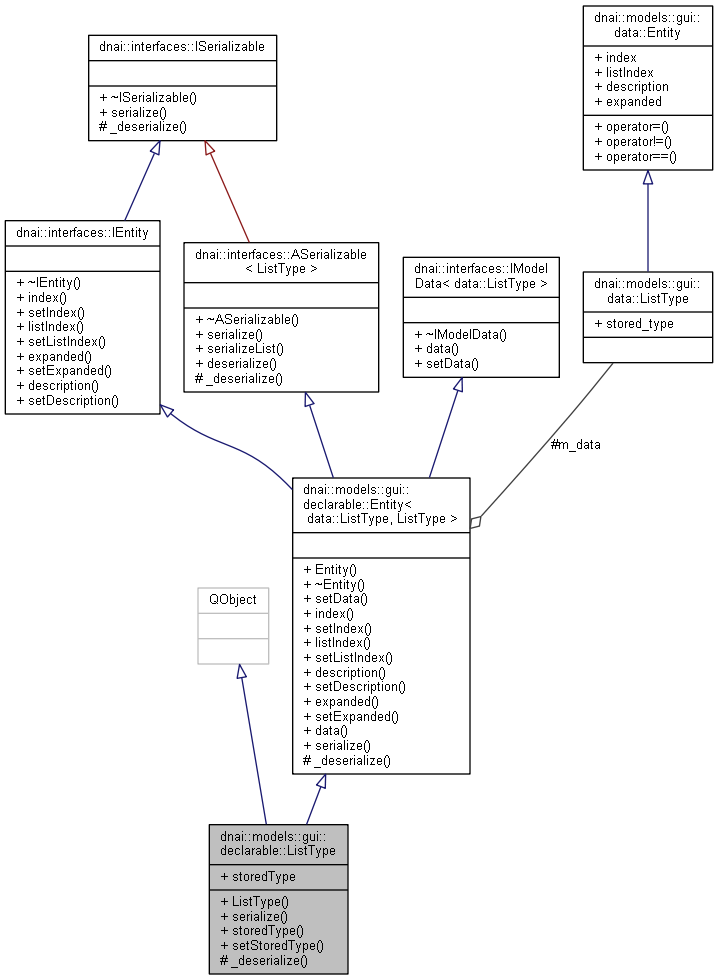 dnai::interfaces::ISerializable
+ ~ISerializable()
+ serialize()
# _deserialize()
dnai::models::gui::
data::Entity
+ index
+ listIndex
+ description
+ expanded
+ operator=()
+ operator!=()
+ operator==()
dnai::interfaces::IEntity
+ ~IEntity()
+ index()
+ setIndex()
+ listIndex()
+ setListIndex()
+ expanded()
+ setExpanded()
+ description()
+ setDescription()
dnai::interfaces::ASerializable
< ListType >
+ ~ASerializable()
+ serialize()
+ serializeList()
+ deserialize()
# _deserialize()
dnai::interfaces::IModel
Data< data::ListType >
+ ~IModelData()
+ data()
+ setData()
dnai::models::gui::
data::ListType
+ stored_type
#m_data
dnai::models::gui::
declarable::Entity<
data::ListType, ListType >
+ Entity()
+ ~Entity()
+ setData()
+ index()
+ setIndex()
+ listIndex()
+ setListIndex()
+ description()
+ setDescription()
+ expanded()
+ setExpanded()
+ data()
+ serialize()
# _deserialize()
QObject
dnai::models::gui::
declarable::ListType
+ storedType
+ ListType()
+ serialize()
+ storedType()
+ setStoredType()
# _deserialize()